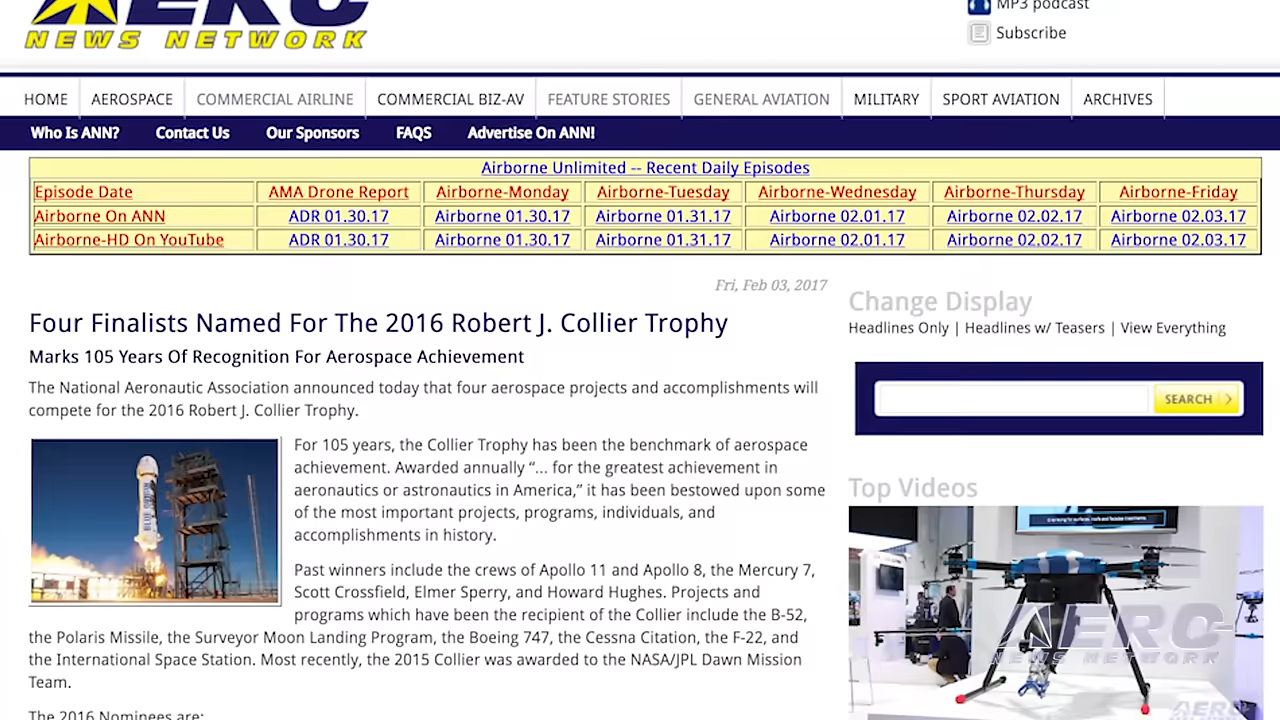 AERO
NEWS NETWORK
MP3 podcast
Subscribe
HOME AEROSPACE COMMERCIAL AIRLINE COMMERCIAL BIZ-AV FEATURE STORIES GENERAL AVIATION MILITARY SPORT AVIATION ARCHIVES
Who Is ANN? Contact Us Our Sponsors FAQS Advertise On ANN!
Airborne Unlimited -- Recent Daily Episodes
Episode Date AMA Drone Report Airborne-Monday Airborne-Tuesday Airborne-Wednesday Airborne-Thursday Airborne-Friday
Airborne On ANN ADR 01.30.17 Airborne 01.30.17 Airborne 01.31.17 Airborne 02.01.17 Airborne 02.02.17 Airborne 02.03.17
Airborne-HD On YouTube ADR 01.30.17 Airborne 01.30.17 Airborne 01.31.17 Airborne 02.01.17 Airborne 02.02.17 Airborne 02.03.17
Fri, Feb 03, 2017
Four Finalists Named For The 2016 Robert J. Collier Trophy
Marks 105 Years Of Recognition For Aerospace Achievement
The National Aeronautic Association announced today that four aerospace projects and accomplishments will
compete for the 2016 Robert J. Collier Trophy.
For 105 years, the Collier Trophy has been the benchmark of aerospace
achievement. Awarded annually “... for the greatest achievement in
aeronautics or astronautics in America,” it has been bestowed upon some
of the most important projects, programs, individuals, and
accomplishments in history.
BLUE ORIGIN
Past winners include the crews of Apollo 11 and Apollo 8, the Mercury 7,
Scott Crossfield, Elmer Sperry, and Howard Hughes. Projects and
programs which have been the recipient of the Collier include the B-52,
the Polaris Missile, the Surveyor Moon Landing Program, the Boeing 747, the Cessna Citation, the F-22, and
the International Space Station. Most recently, the 2015 Collier was awarded to the NASA/JPL Dawn Mission
Team.
The 2016 Nominees are:
Change Display
Headlines Only | Headlines w/ Teasers | View Everything
SEARCH
Top Videos
AERO
NEWS NETWORK
AERO